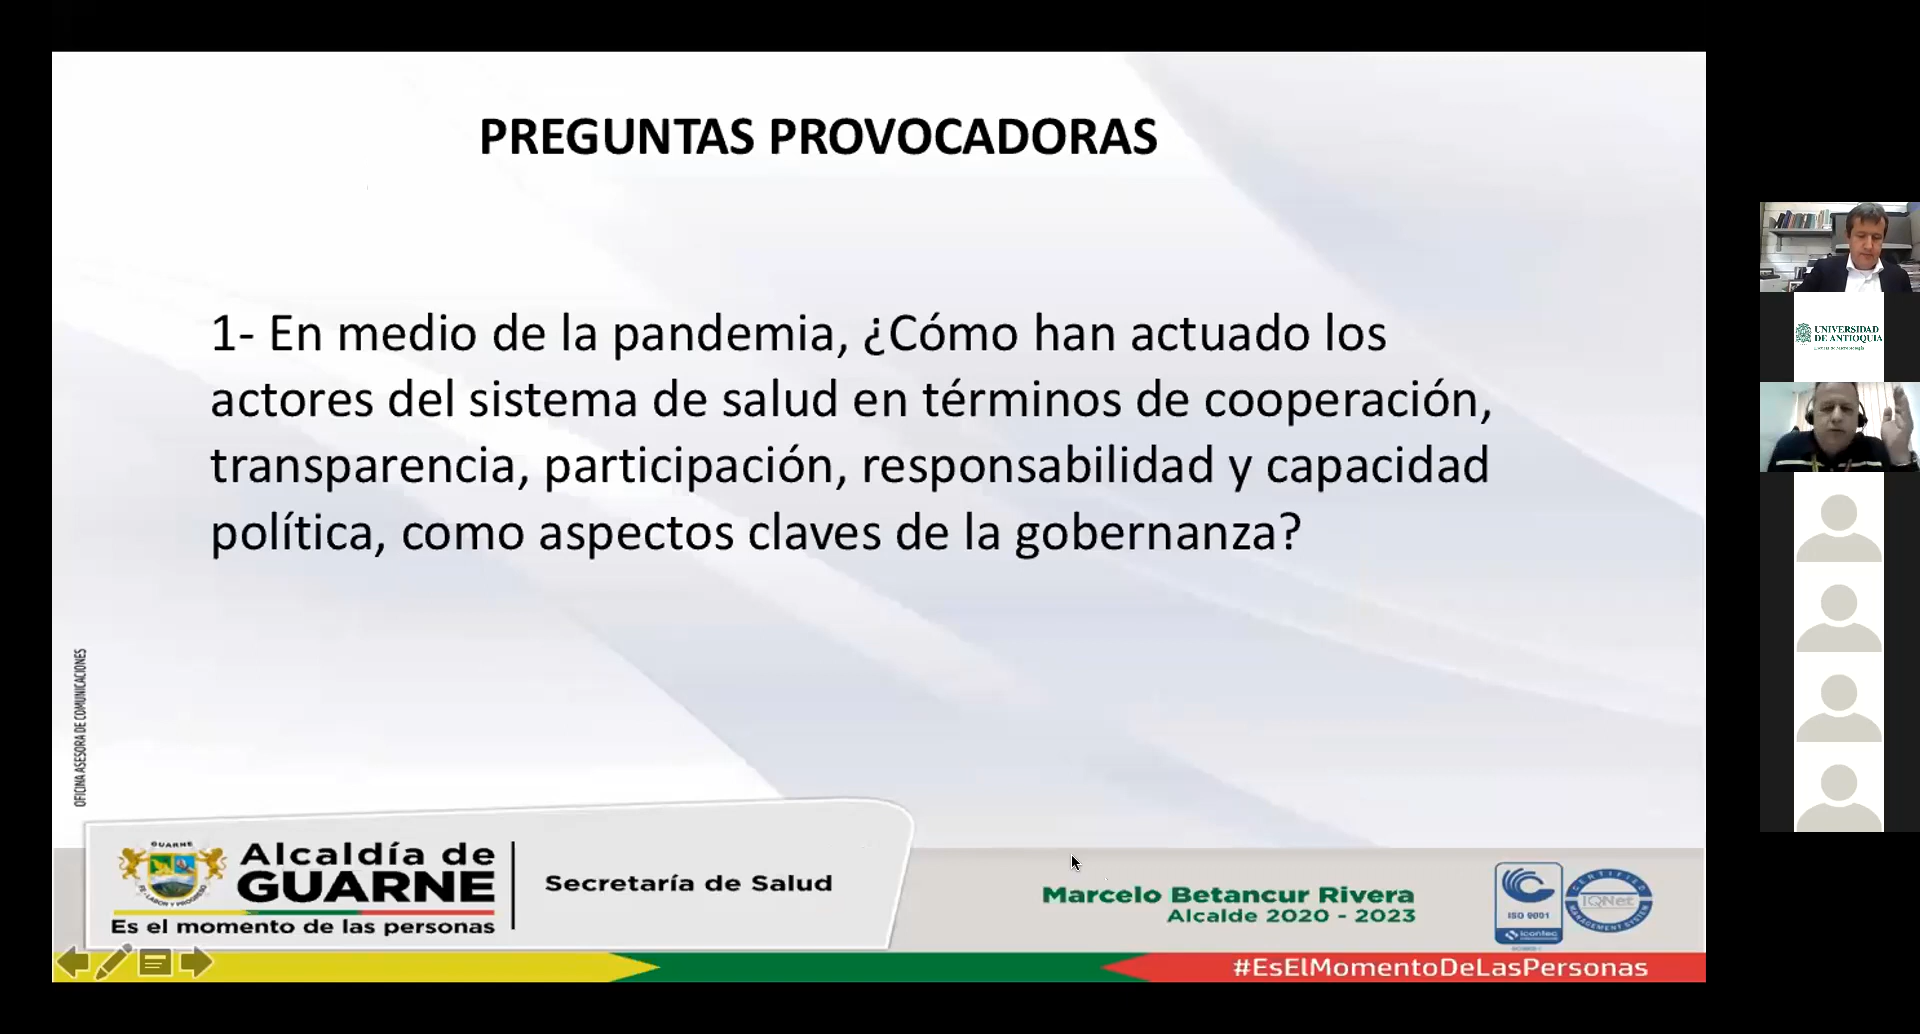 PREGUNTAS PROVOCADORAS
1- En medio de la pandemia, ¿Cómo han actuado los
actores del sistema de salud en términos de cooperación,
transparencia, participación, responsabilidad y capacidad
política, como aspectos claves de la gobernanza?
OFICINA ASESORA DE COMUNICACIONES
GUARNE
Alcaldía de
GUARNE
Es el momento de las personas
Secretaría de Salud
Marcelo Betancur Rivera
Alcalde 2020 - 2023
ISO 9001
icontec
CERTIFIED
IQNet
MANAGEMENT SYSTEM
#EsElMomentoDeLasPersonas
UNIVERSIDAD
DE ANTIOQUIA